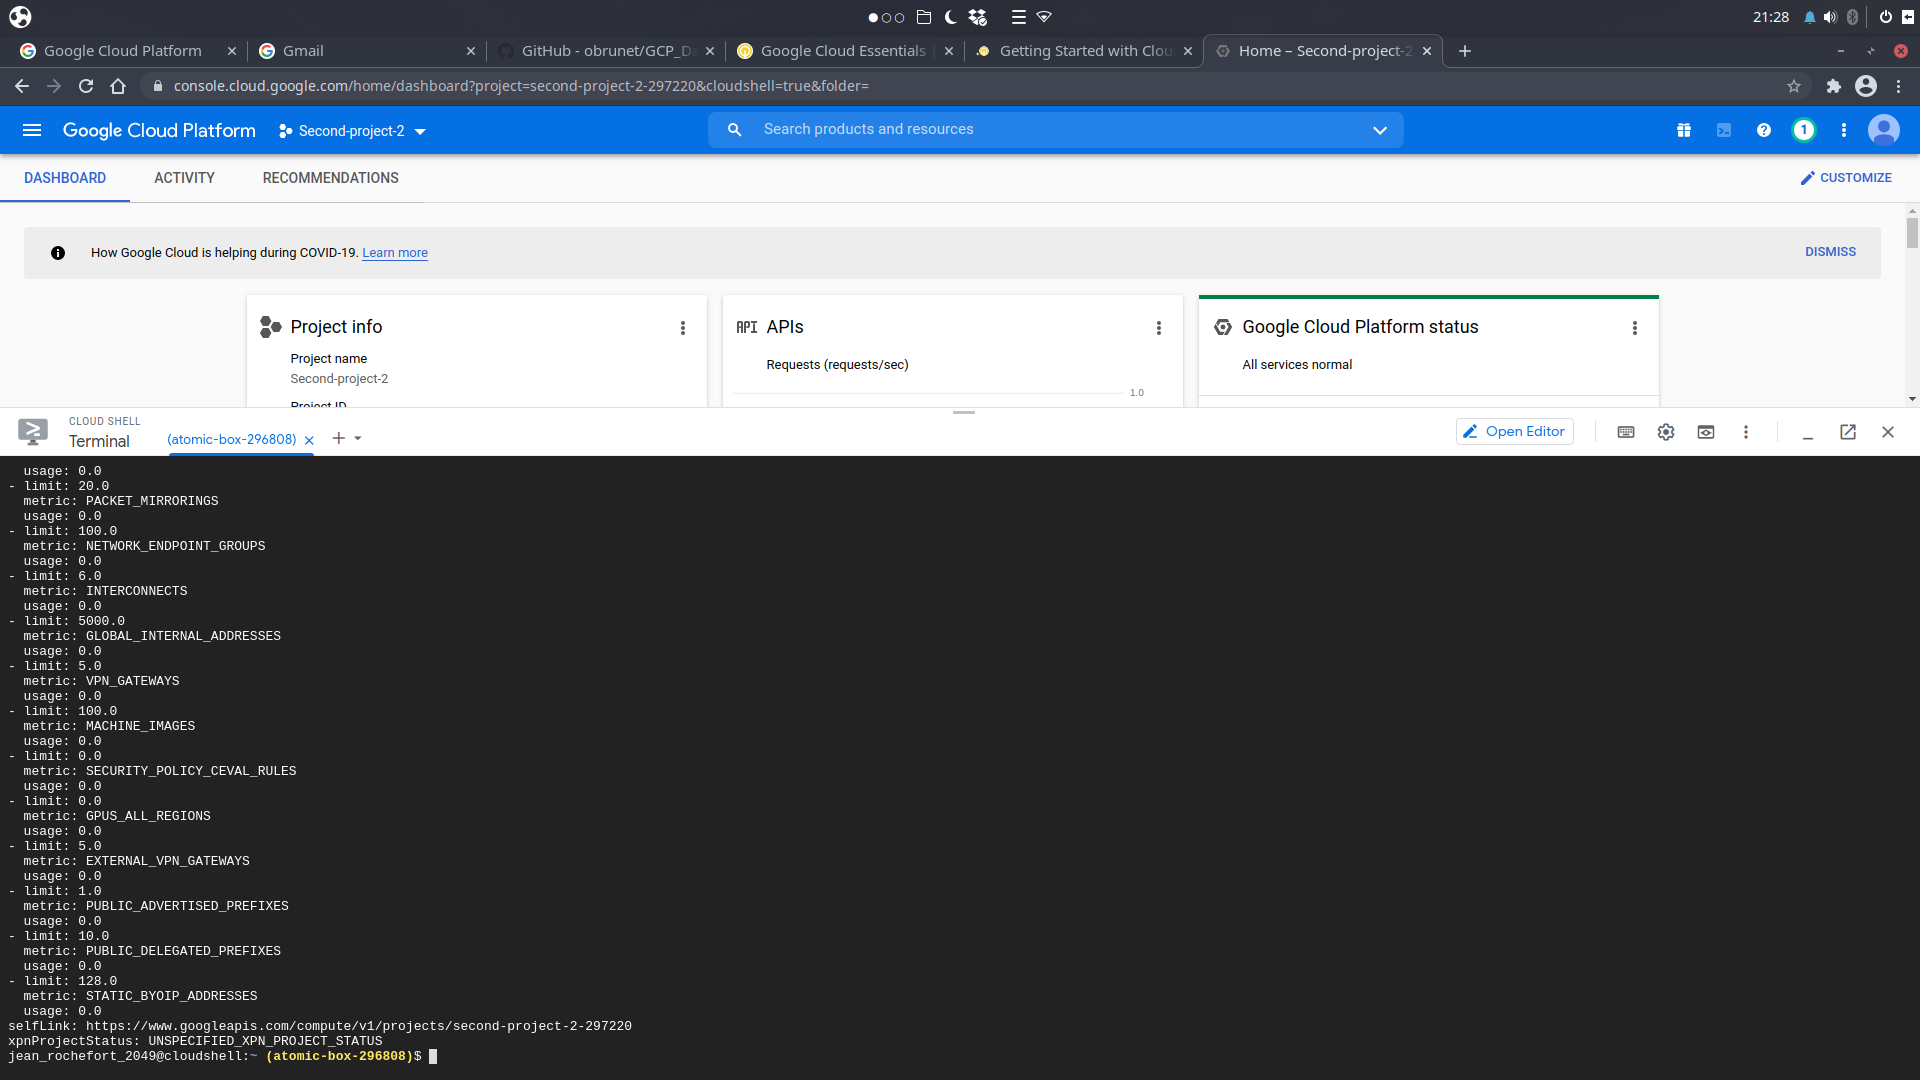 21:28
Google Cloud Platform
Gmail
GitHub - obrunet/GCP_Da
Google Cloud Essentials
Getting Started with Clou
Home – Second-project-2
console.cloud.google.com/home/dashboard?project=second-project-2-297220&cloudshell=true&folder=
Google Cloud Platform
Second-project-2
Search products and resources
1
DASHBOARD
ACTIVITY
RECOMMENDATIONS
CUSTOMIZE
How Google Cloud is helping during COVID-19. Learn more
DISMISS
Project info
Project name
Second-project-2
Project ID
API APIs
Requests (requests/sec)
1.0
Google Cloud Platform status
All services normal
CLOUD SHELL
Terminal
(atomic-box-296808)
Open Editor
  usage: 0.0
- limit: 20.0
  metric: PACKET_MIRRORINGS
  usage: 0.0
- limit: 100.0
  metric: NETWORK_ENDPOINT_GROUPS
  usage: 0.0
- limit: 6.0
  metric: INTERCONNECTS
  usage: 0.0
- limit: 5000.0
  metric: GLOBAL_INTERNAL_ADDRESSES
  usage: 0.0
- limit: 5.0
  metric: VPN_GATEWAYS
  usage: 0.0
- limit: 100.0
  metric: MACHINE_IMAGES
  usage: 0.0
- limit: 0.0
  metric: SECURITY_POLICY_CEVAL_RULES
  usage: 0.0
- limit: 0.0
  metric: GPUS_ALL_REGIONS
  usage: 0.0
- limit: 5.0
  metric: EXTERNAL_VPN_GATEWAYS
  usage: 0.0
- limit: 1.0
  metric: PUBLIC_ADVERTISED_PREFIXES
  usage: 0.0
- limit: 10.0
  metric: PUBLIC_DELEGATED_PREFIXES
  usage: 0.0
- limit: 128.0
  metric: STATIC_BYOIP_ADDRESSES
  usage: 0.0
selfLink: https://www.googleapis.com/compute/v1/projects/second-project-2-297220
xpnProjectStatus: UNSPECIFIED_XPN_PROJECT_STATUS
jean_rochefort_2049@cloudshell:~ (atomic-box-296808)$